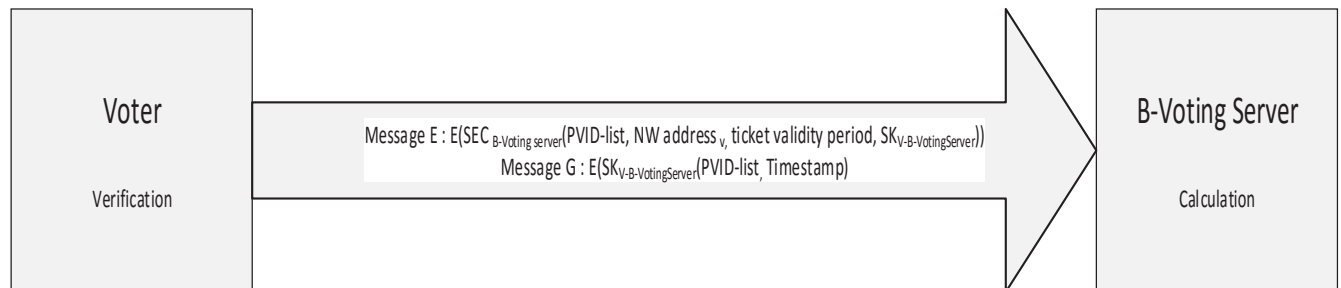 Voter
Verification
Message E : E(SEC B-Voting server(PVID-list, NW address v, ticket validity period, SKV-B-VotingServer))
Message G : E(SKV-B-VotingServer(PVID-list, Timestamp)
B-Voting Server
Calculation